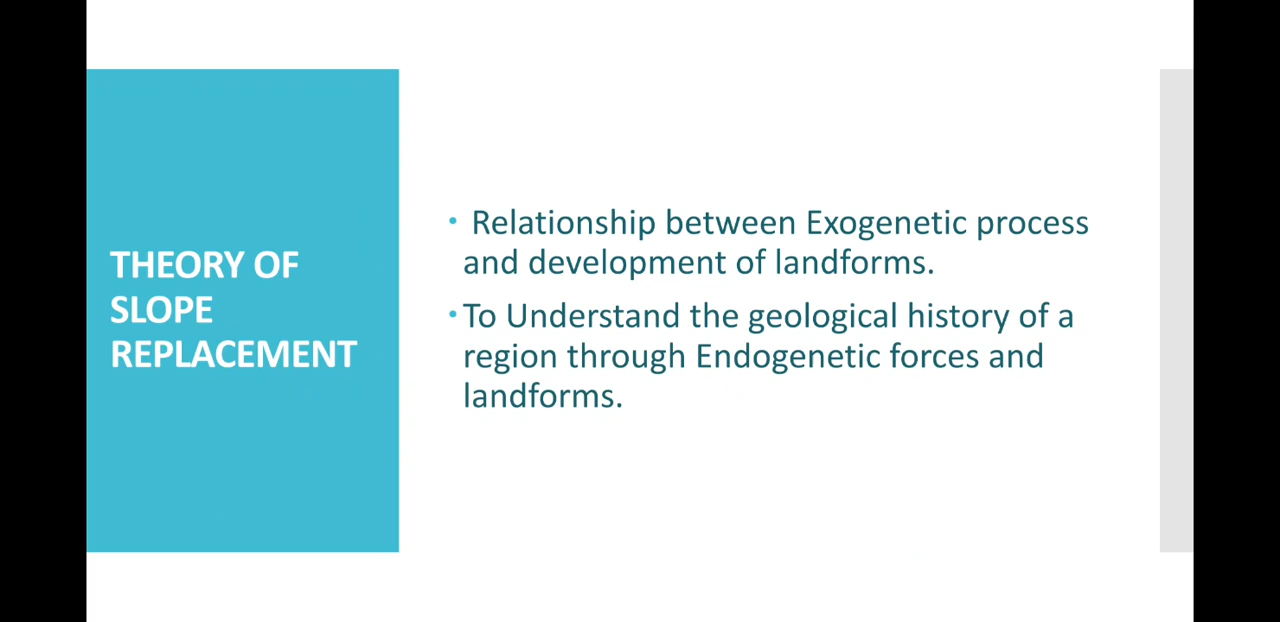 THEORY OF
SLOPE
REPLACEMENT
• Relationship between Exogenetic process
and development of landforms.
• To Understand the geological history of a
region through Endogenetic forces and
landforms.